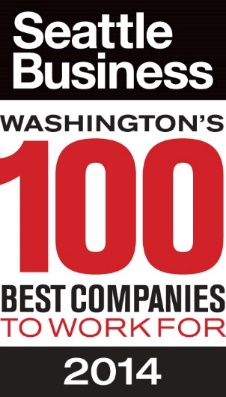 Seattle
Business
WASHINGTON'S
100
BEST COMPANIES
TO WORK FOR
2014